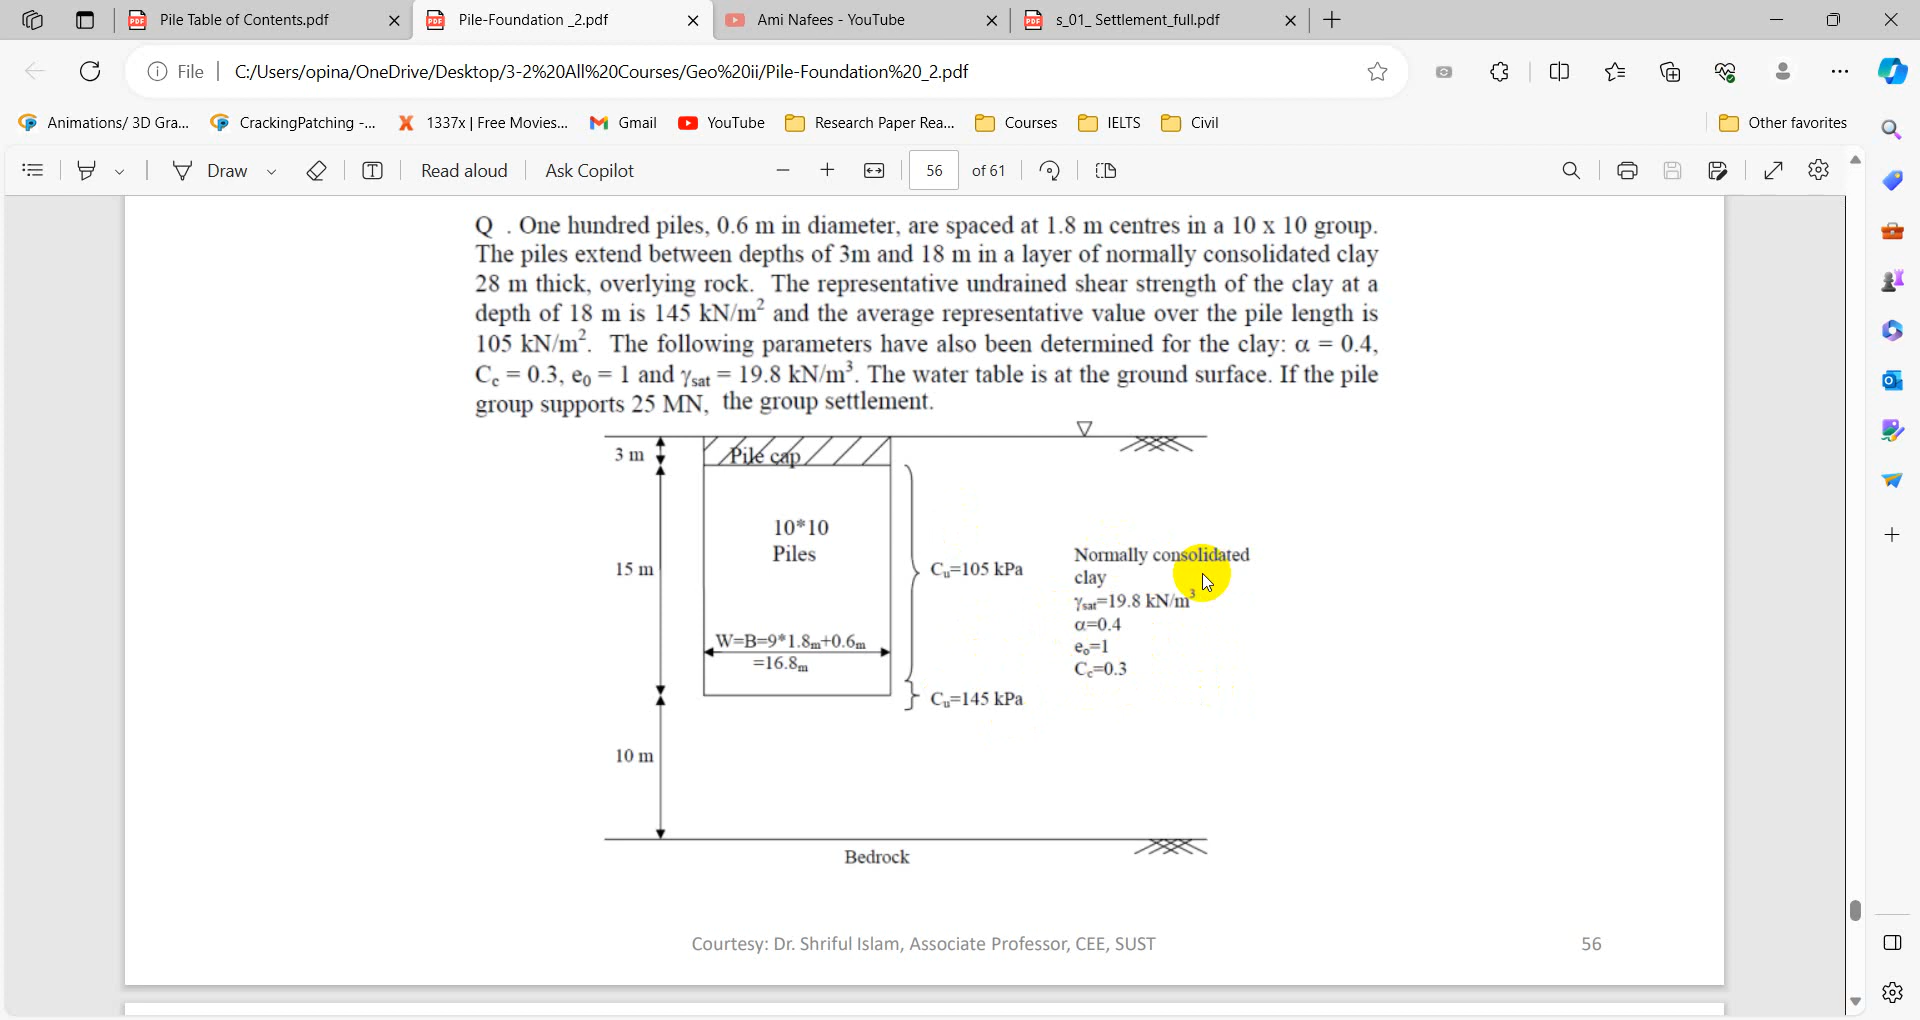 Pile Table of Contents.pdf
Pile-Foundation _2.pdf
Ami Nafees - YouTube
s_01_ Settlement_full.pdf
File
C:/Users/opina/OneDrive/Desktop/3-2%20All%20Courses/Geo%20ii/Pile-Foundation%20_2.pdf
Animations/ 3D Gra...
CrackingPatching -...
1337x | Free Movies...
Gmail
YouTube
Research Paper Rea...
Courses
IELTS
Civil
Other favorites
Draw
Read aloud
Ask Copilot
56
of 61
Q . One hundred piles, 0.6 m in diameter, are spaced at 1.8 m centres in a 10 x 10 group.
The piles extend between depths of 3m and 18 m in a layer of normally consolidated clay
28 m thick, overlying rock. The representative undrained shear strength of the clay at a
depth of 18 m is 145 kN/m² and the average representative value over the pile length is
105 kN/m². The following parameters have also been determined for the clay: α = 0.4,
Cc = 0.3, e0 = 1 and γsat = 19.8 kN/m³. The water table is at the ground surface. If the pile
group supports 25 MN, the group settlement.
3 m
Pile cap
10*10
Piles
15 m
Cu=105 kPa
Normally consolidated
clay
γsat=19.8 kN/m³
α=0.4
eo=1
Cc=0.3
W=B=9*1.8m+0.6m
=16.8m
Cu=145 kPa
10 m
Bedrock
Courtesy: Dr. Shriful Islam, Associate Professor, CEE, SUST
56